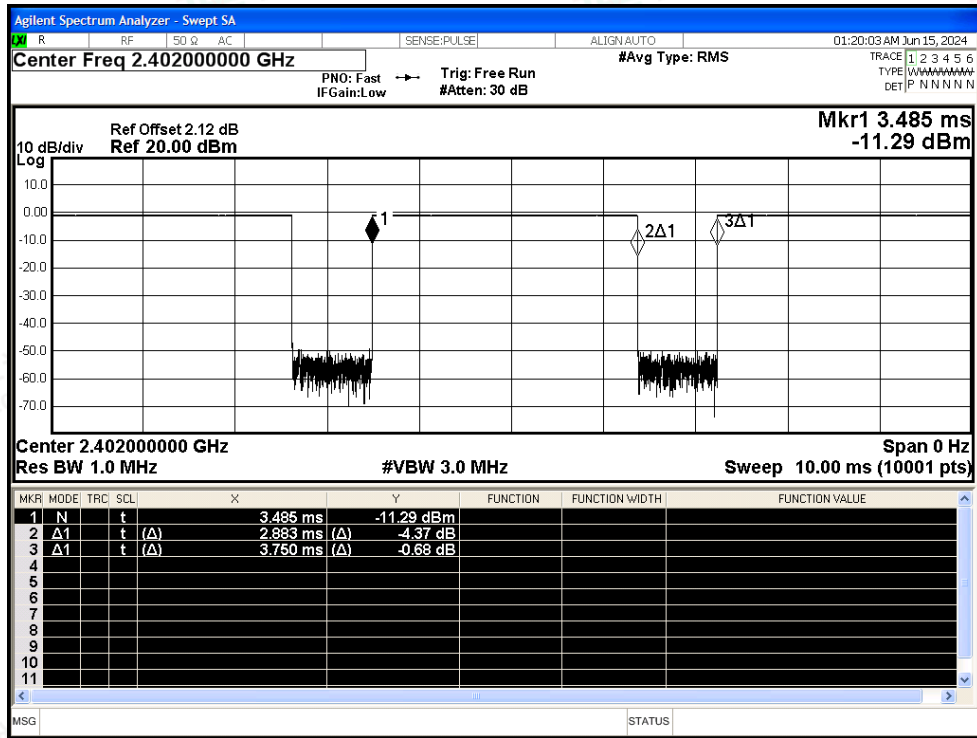 Agilent Spectrum Analyzer - Swept SA
LXI R RF 50 Ω AC SENSE:PULSE ALIGN AUTO 01:20:03 AM Jun 15, 2024
Center Freq 2.402000000 GHz
PNO: Fast
IFGain:Low
Trig: Free Run
#Atten: 30 dB
#Avg Type: RMS
TRACE 1 2 3 4 5 6
TYPE WWWWWW
DET P N N N N N
Mkr1 3.485 ms
-11.29 dBm
Ref Offset 2.12 dB
10 dB/div Ref 20.00 dBm
Log
10.0
0.00
-10.0
-20.0
-30.0
-40.0
-50.0
-60.0
-70.0
1
2Δ1
3Δ1
Center 2.402000000 GHz Span 0 Hz
Res BW 1.0 MHz #VBW 3.0 MHz Sweep 10.00 ms (10001 pts)
MKR MODE TRC SCL X Y FUNCTION FUNCTION WIDTH FUNCTION VALUE
1 N t 3.485 ms -11.29 dBm
2 Δ1 t (Δ) 2.883 ms (Δ) -4.37 dB
3 Δ1 t (Δ) 3.750 ms (Δ) -0.68 dB
4
5
6
7
8
9
10
11
MSG STATUS